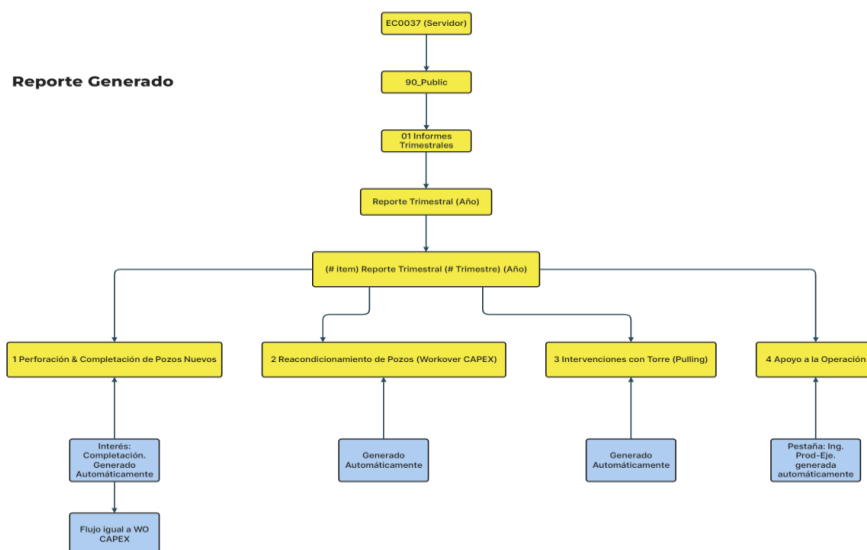 EC0037 (Servidor)
Reporte Generado
90_Public
01 Informes
Trimestrales
Reporte Trimestral (Año)
(# item) Reporte Trimestral (# Trimestre) (Año)
1 Perforación & Completación de Pozos Nuevos
2 Reacondicionamiento de Pozos (Workover CAPEX)
3 Intervenciones con Torre (Pulling)
4 Apoyo a la Operación
Interés:
Completación.
Generado
Automáticamente
Generado
Automáticamente
Generado
Automáticamente
Pestaña: Ing.
Prod-Eje.
generada
automáticamente
Flujo igual a WO
CAPEX